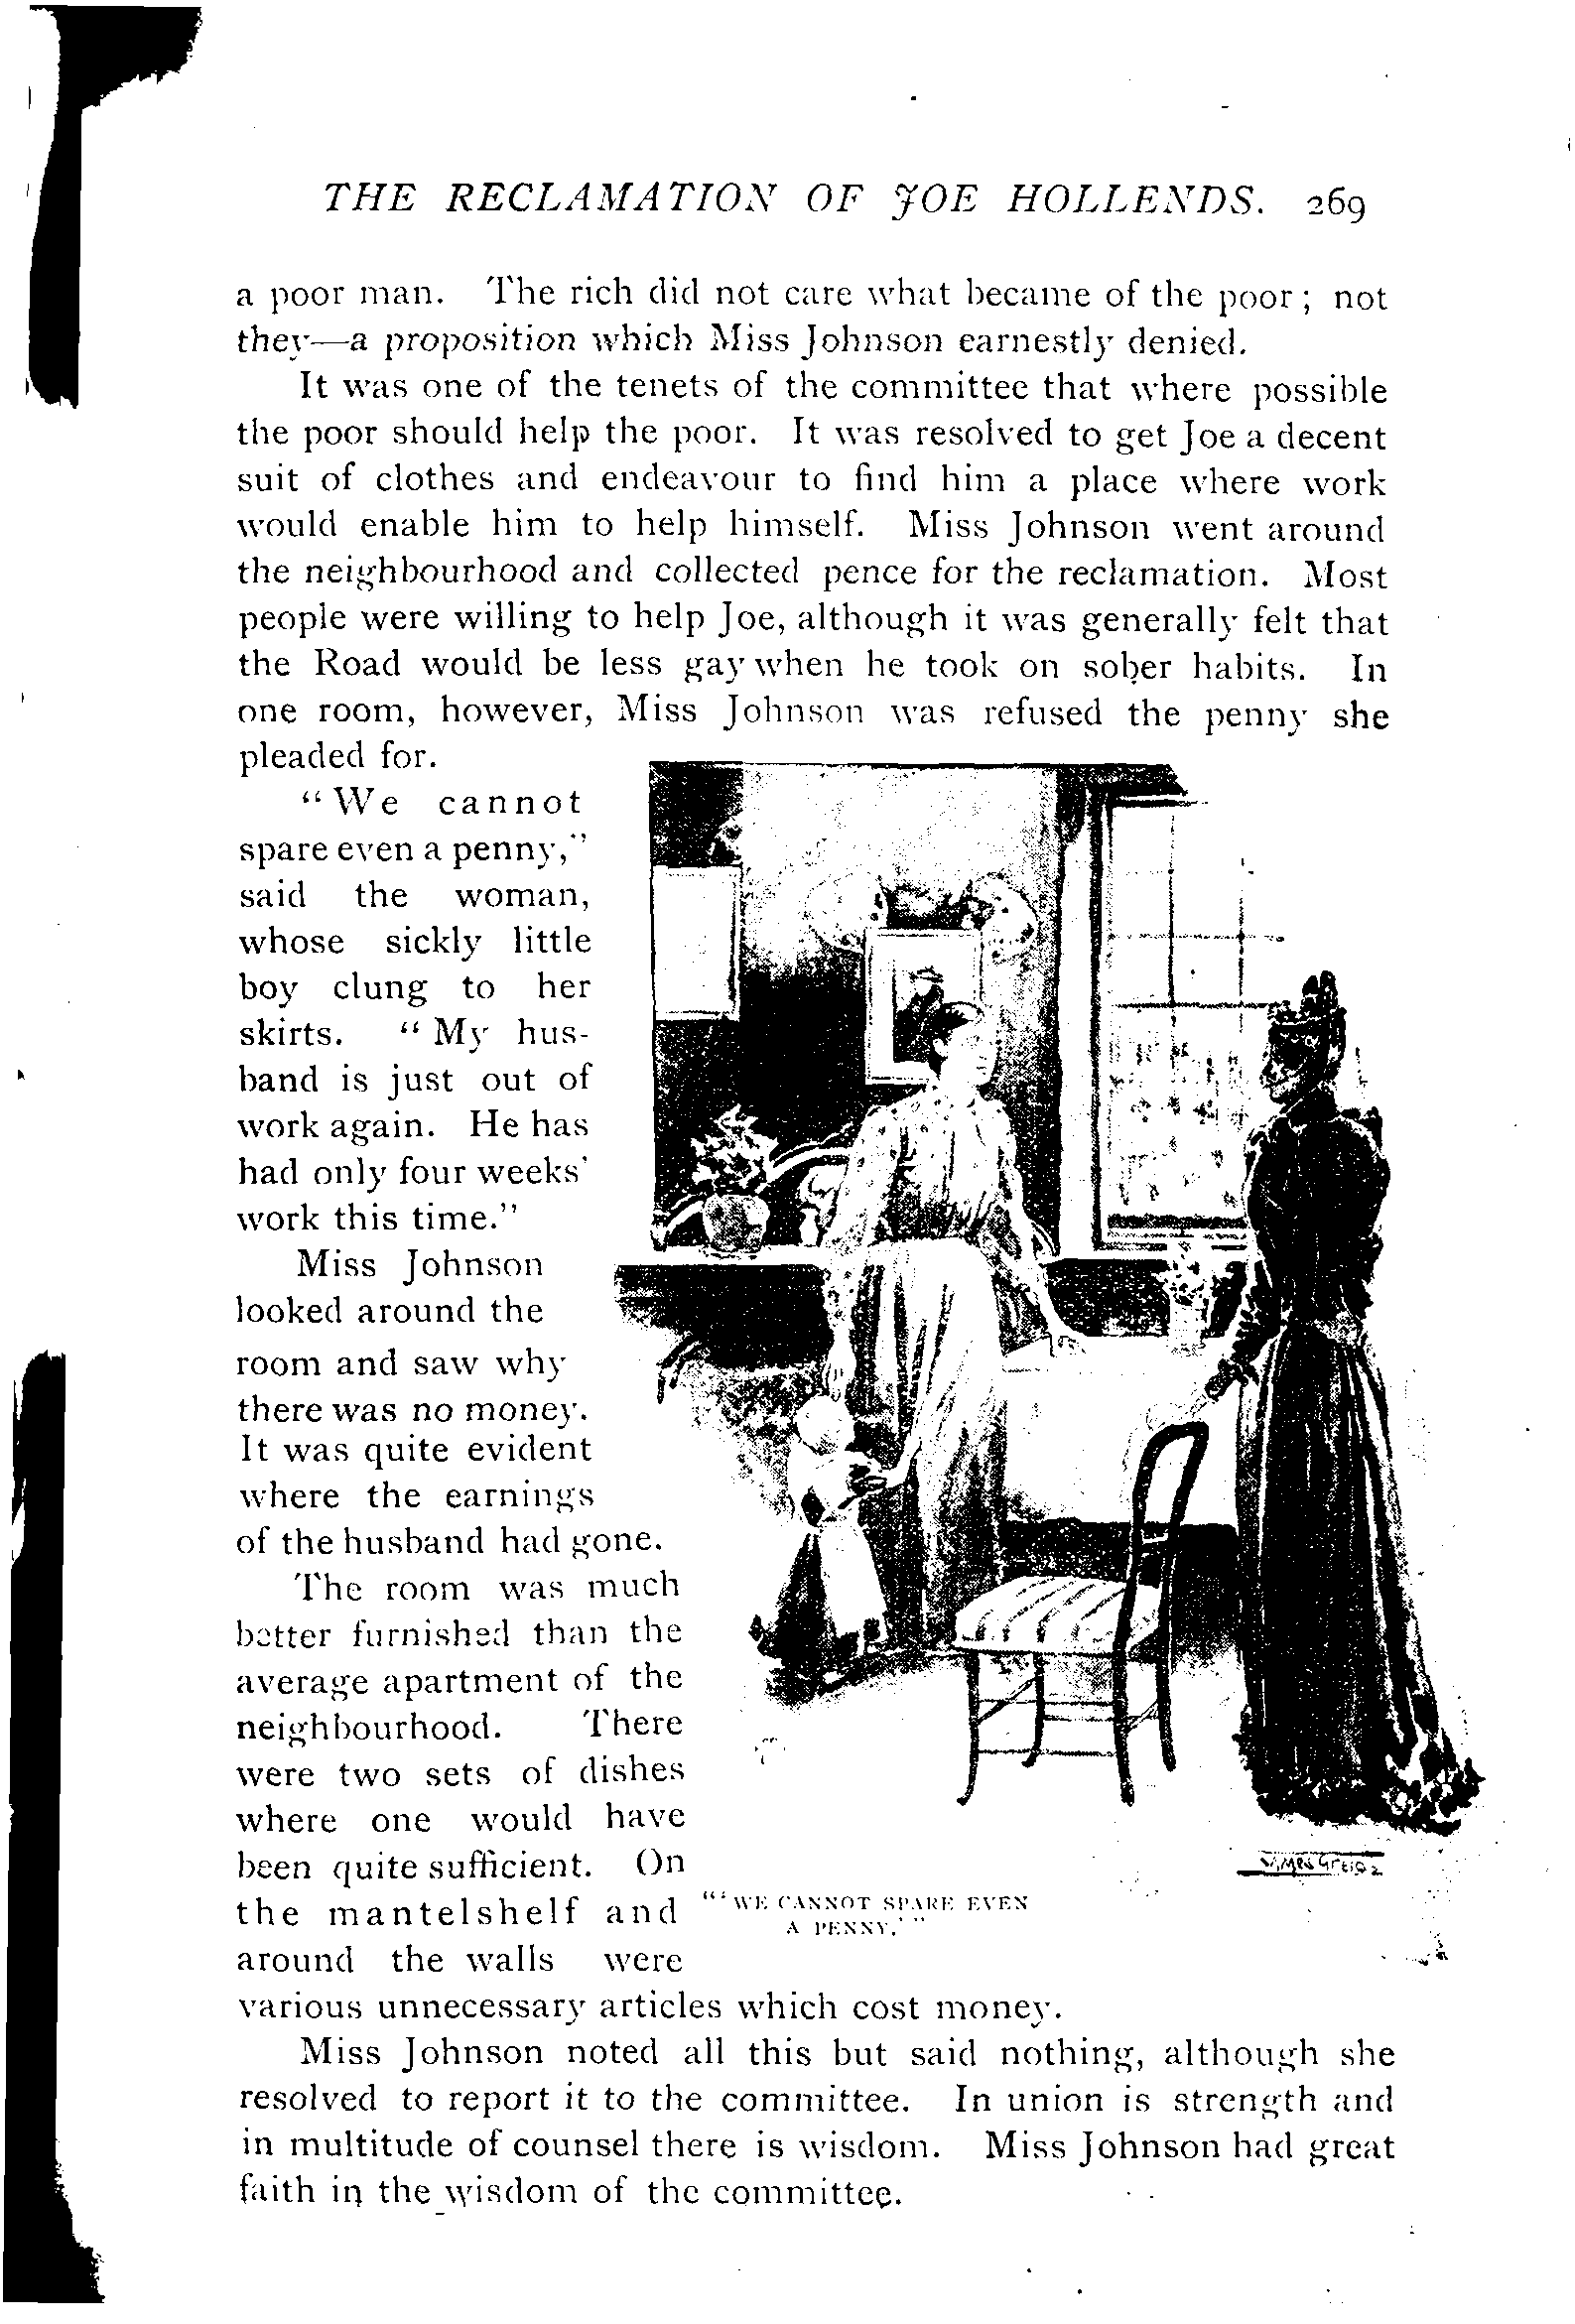 THE RECLAMATION OF JOE HOLLENDS. 269
a poor man. The rich did not care what became of the poor; not
they—a proposition which Miss Johnson earnestly denied.
It was one of the tenets of the committee that where possible
the poor should help the poor. It was resolved to get Joe a decent
suit of clothes and endeavour to find him a place where work
would enable him to help himself. Miss Johnson went around
the neighbourhood and collected pence for the reclamation. Most
people were willing to help Joe, although it was generally felt that
the Road would be less gay when he took on sober habits. In
one room, however, Miss Johnson was refused the penny she
pleaded for.
"We cannot
spare even a penny,"
said the woman,
whose sickly little
boy clung to her
skirts. "My hus-
band is just out of
work again. He has
had only four weeks'
work this time."
Miss Johnson
looked around the
room and saw why
there was no money.
It was quite evident
where the earnings
of the husband had gone.
The room was much
better furnished than the
average apartment of the
neighbourhood. There
were two sets of dishes
where one would have
been quite sufficient. On
the mantelshelf and
around the walls were
various unnecessary articles which cost money.
Miss Johnson noted all this but said nothing, although she
resolved to report it to the committee. In union is strength and
in multitude of counsel there is wisdom. Miss Johnson had great
faith in the wisdom of the committee.
"'WE CANNOT SPARE EVEN
A PENNY.'"
James Greig